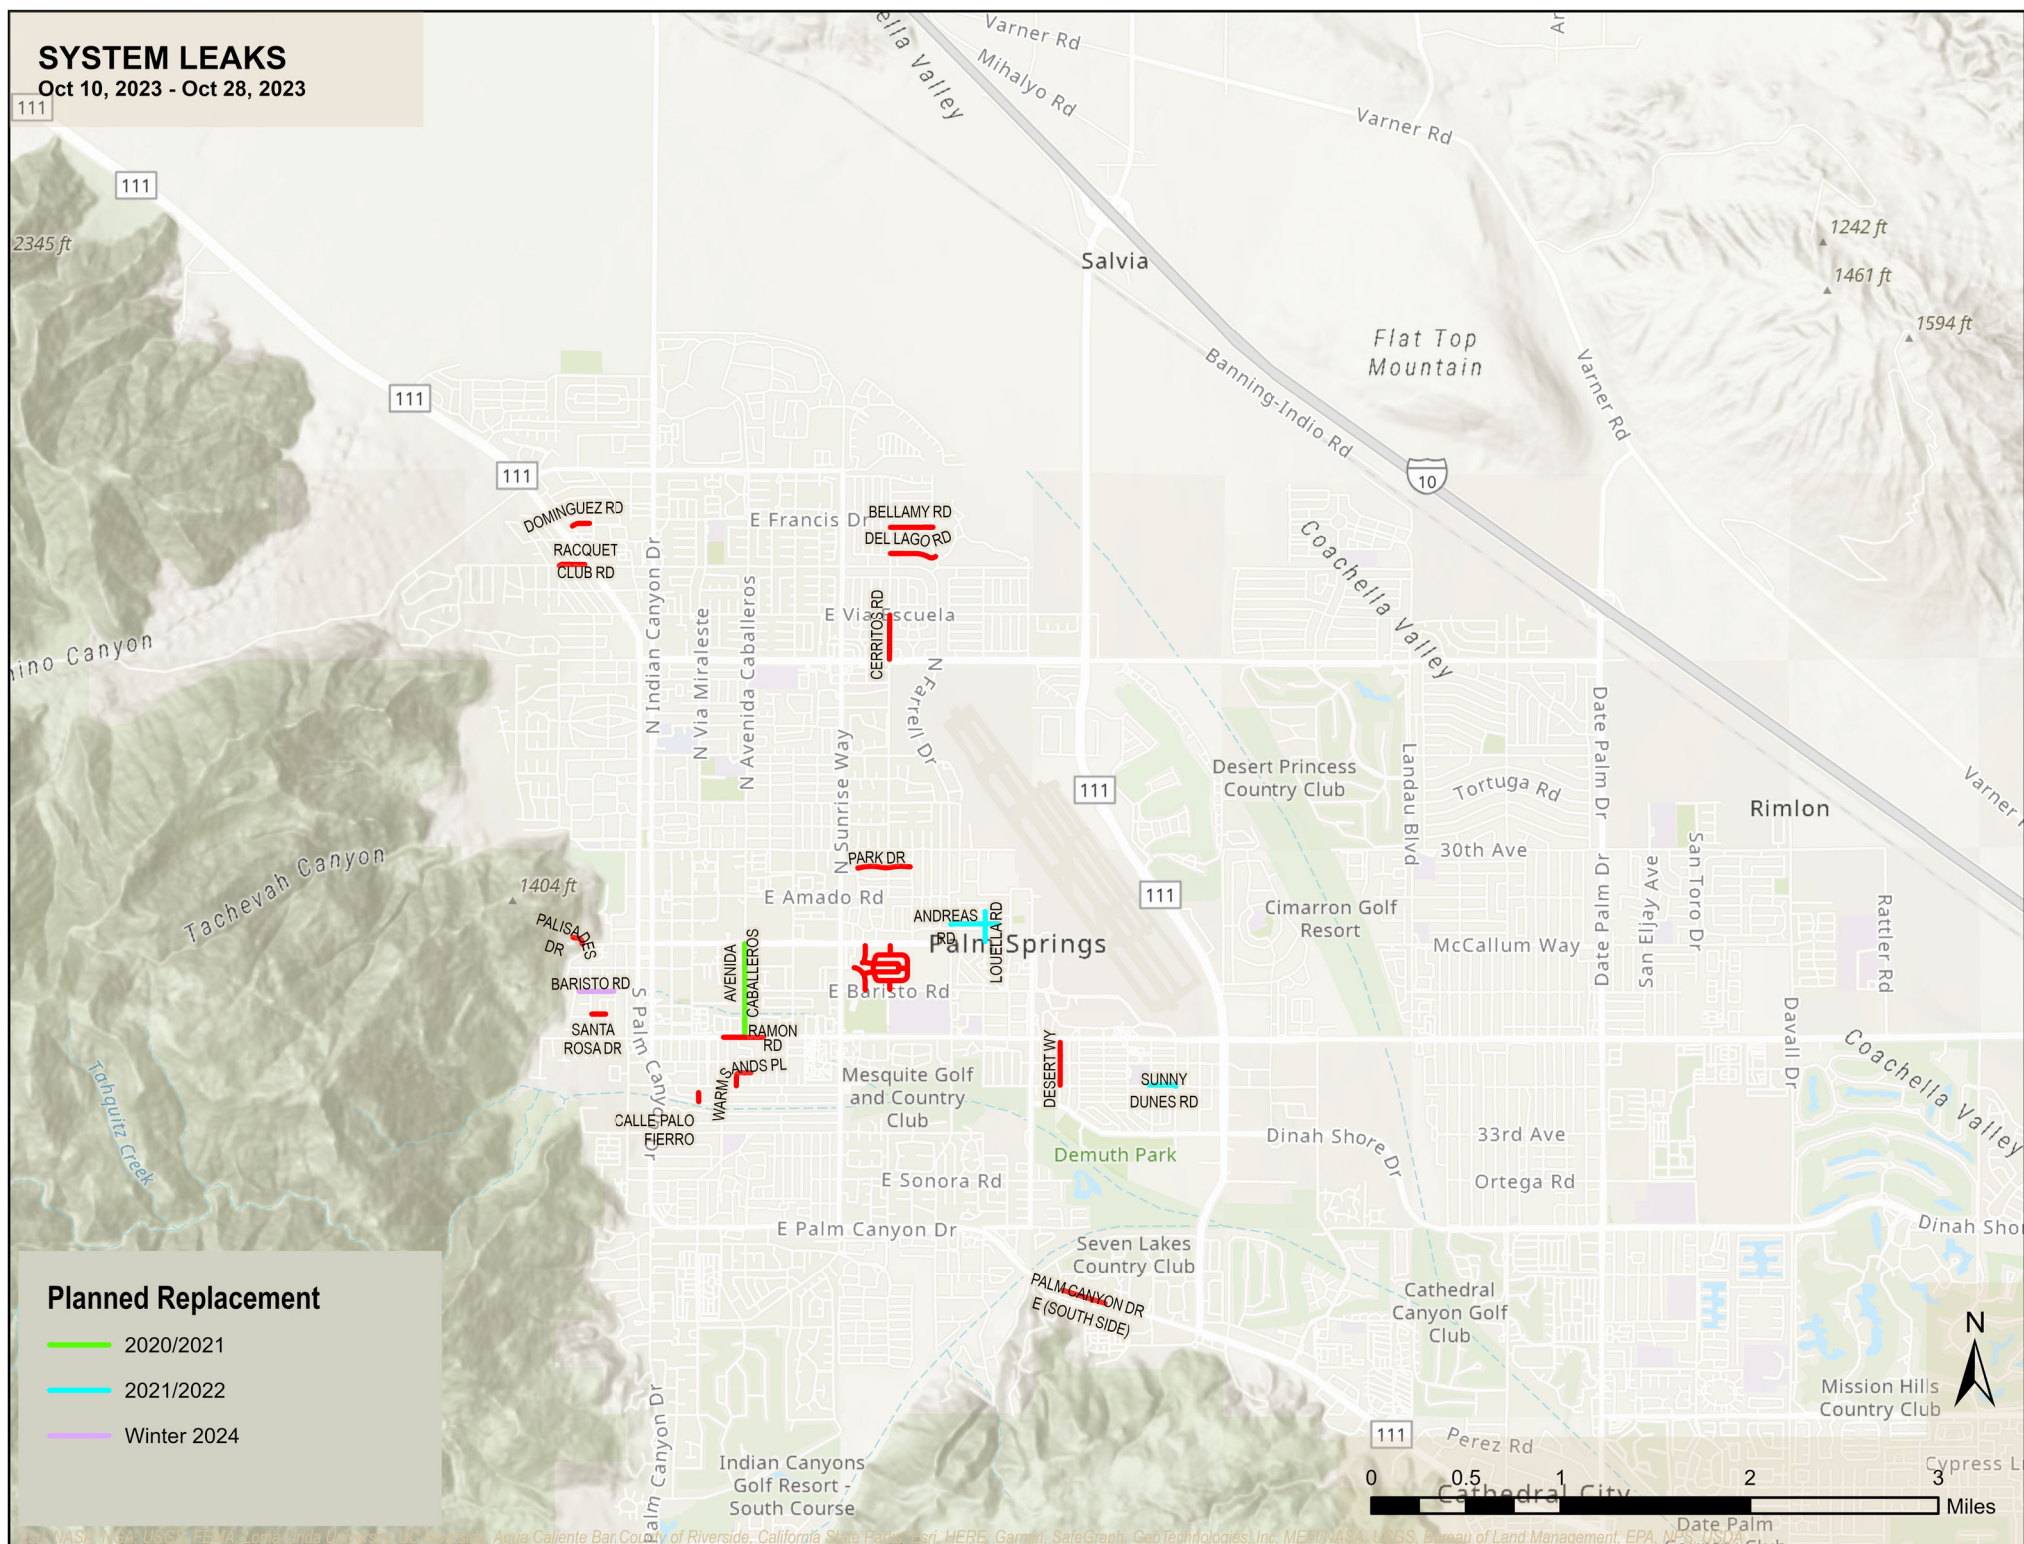 SYSTEM LEAKS
Oct 10, 2023 - Oct 28, 2023
111
111
2345 ft
Varner Rd
Mihalyo Rd
Varner Rd
Salvia
1242 ft
1461 ft
1594 ft
Flat Top
Mountain
Banning-Indio Rd
Varner Rd
111
111
10
DOMINGUEZ RD
E Francis Dr
BELLAMY RD
DEL LAGO RD
RACQUET
CLUB RD
Coachella Valley
N Indian Canyon Dr
N Via Miraleste
N Avenida Caballeros
E Via Escuela
CERRITOS RD
N Farrell Dr
N Sunrise Way
Desert Princess
Country Club
Landau Blvd
Tortuga Rd
Date Palm Dr
111
Rimlon
Tachevah Canyon
1404 ft
PARK DR
E Amado Rd
30th Ave
San Eljay Ave
San Toro Dr
Date Palm Dr
Rattler Rd
111
Cimarron Golf
Resort
McCallum Way
ANDREAS
RD
LOUELLA RD
Palm Springs
PALISADES
DR
BARISTO RD
AVENIDA
CABALLEROS
E Baristo Rd
SANTA
ROSA DR
S Palm Canyon Dr
RAMON
RD
WARM SANDS PL
CALLE PALO
FIERRO
Mesquite Golf
and Country
Club
DESERT WY
SUNNY
DUNES RD
Davall Dr
Coachella Valley
Tahquitz Creek
Dinah Shore Dr
33rd Ave
Demuth Park
E Sonora Rd
Ortega Rd
E Palm Canyon Dr
Seven Lakes
Country Club
PALM CANYON DR
E (SOUTH SIDE)
Cathedral
Canyon Golf
Club
Planned Replacement
2020/2021
2021/2022
Winter 2024
N
Mission Hills
Country Club
111
Perez Rd
Indian Canyons
Golf Resort -
South Course
0 0.5 1 2 3
Miles
Cathedral City
Date Palm